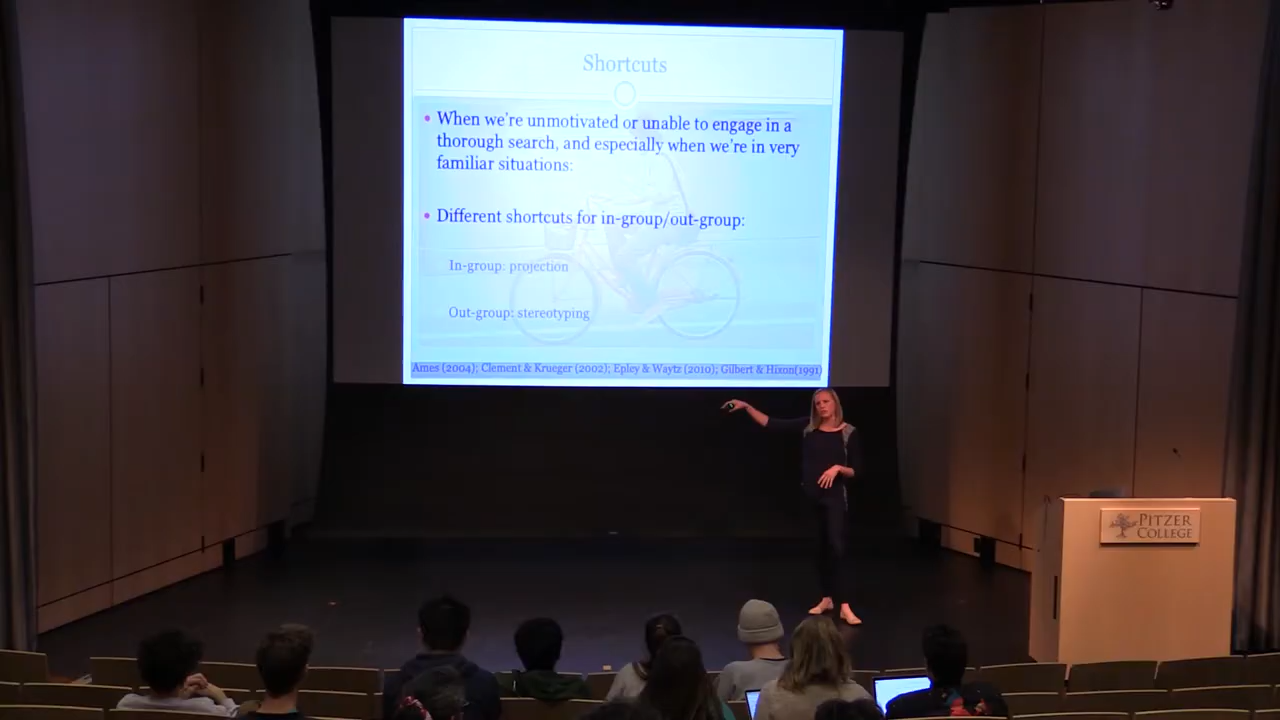 Shortcuts
• When we're unmotivated or unable to engage in a
thorough search, and especially when we're in very
familiar situations:
• Different shortcuts for in-group/out-group:
In-group: projection
Out-group: stereotyping
Ames (2004); Clement & Krueger (2002); Epley & Waytz (2010); Gilbert & Hixon(1991)
PITZER
COLLEGE